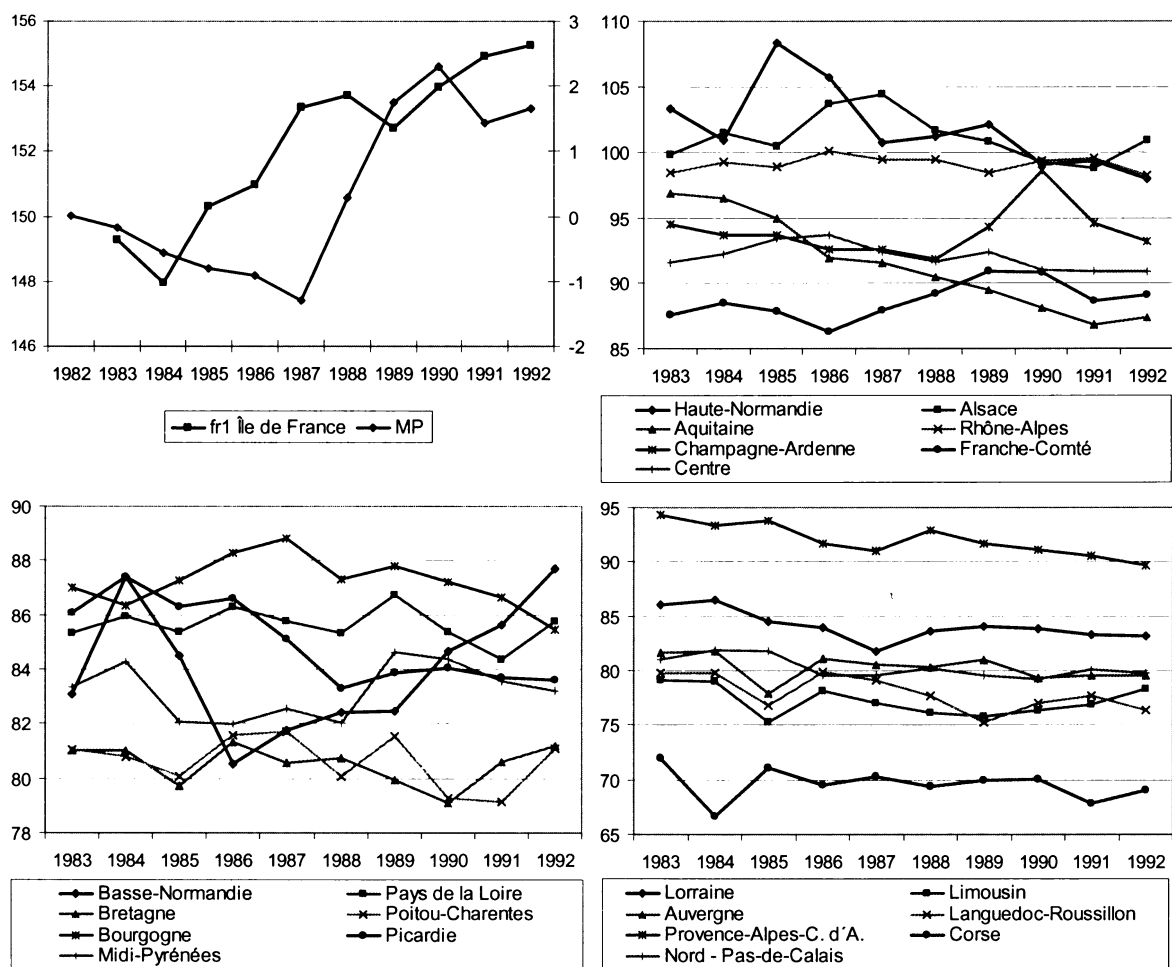 156
154
152
150
148
146
3
2
1
0
-1
-2
1982 1983 1984 1985 1986 1987 1988 1989 1990 1991 1992
fr1 Île de France MP
110
105
100
95
90
85
1983 1984 1985 1986 1987 1988 1989 1990 1991 1992
Haute-Normandie Alsace
Aquitaine Rhône-Alpes
Champagne-Ardenne Franche-Comté
Centre
90
88
86
84
82
80
78
1983 1984 1985 1986 1987 1988 1989 1990 1991 1992
Basse-Normandie Pays de la Loire
Bretagne Poitou-Charentes
Bourgogne Picardie
Midi-Pyrénées
95
90
85
80
75
70
65
1983 1984 1985 1986 1987 1988 1989 1990 1991 1992
Lorraine Limousin
Auvergne Languedoc-Roussillon
Provence-Alpes-C. d´A. Corse
Nord - Pas-de-Calais